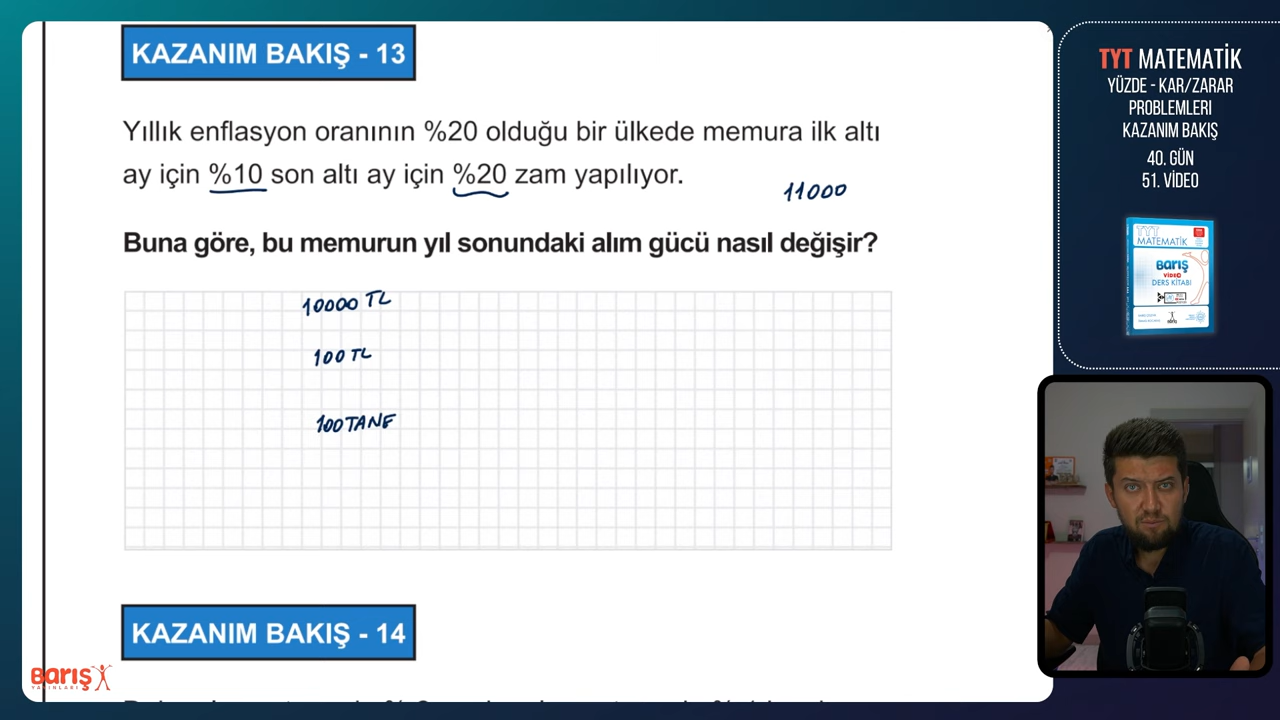 KAZANIM BAKIŞ - 13
Yıllık enflasyon oranının %20 olduğu bir ülkede memura ilk altı
ay için %10 son altı ay için %20 zam yapılıyor.
11000
Buna göre, bu memurun yıl sonundaki alım gücü nasıl değişir?
10000 TL
100 TL
100 TANE
KAZANIM BAKIŞ - 14
BARIŞ
YAYINLARI
TYT MATEMATİK
YÜZDE - KAR/ZARAR
PROBLEMLERI
KAZANIM BAKIŞ
40. GÜN
51. VİDEO
TYT
MATEMATİK
BARIŞ
VİDEO
DERS KİTABI